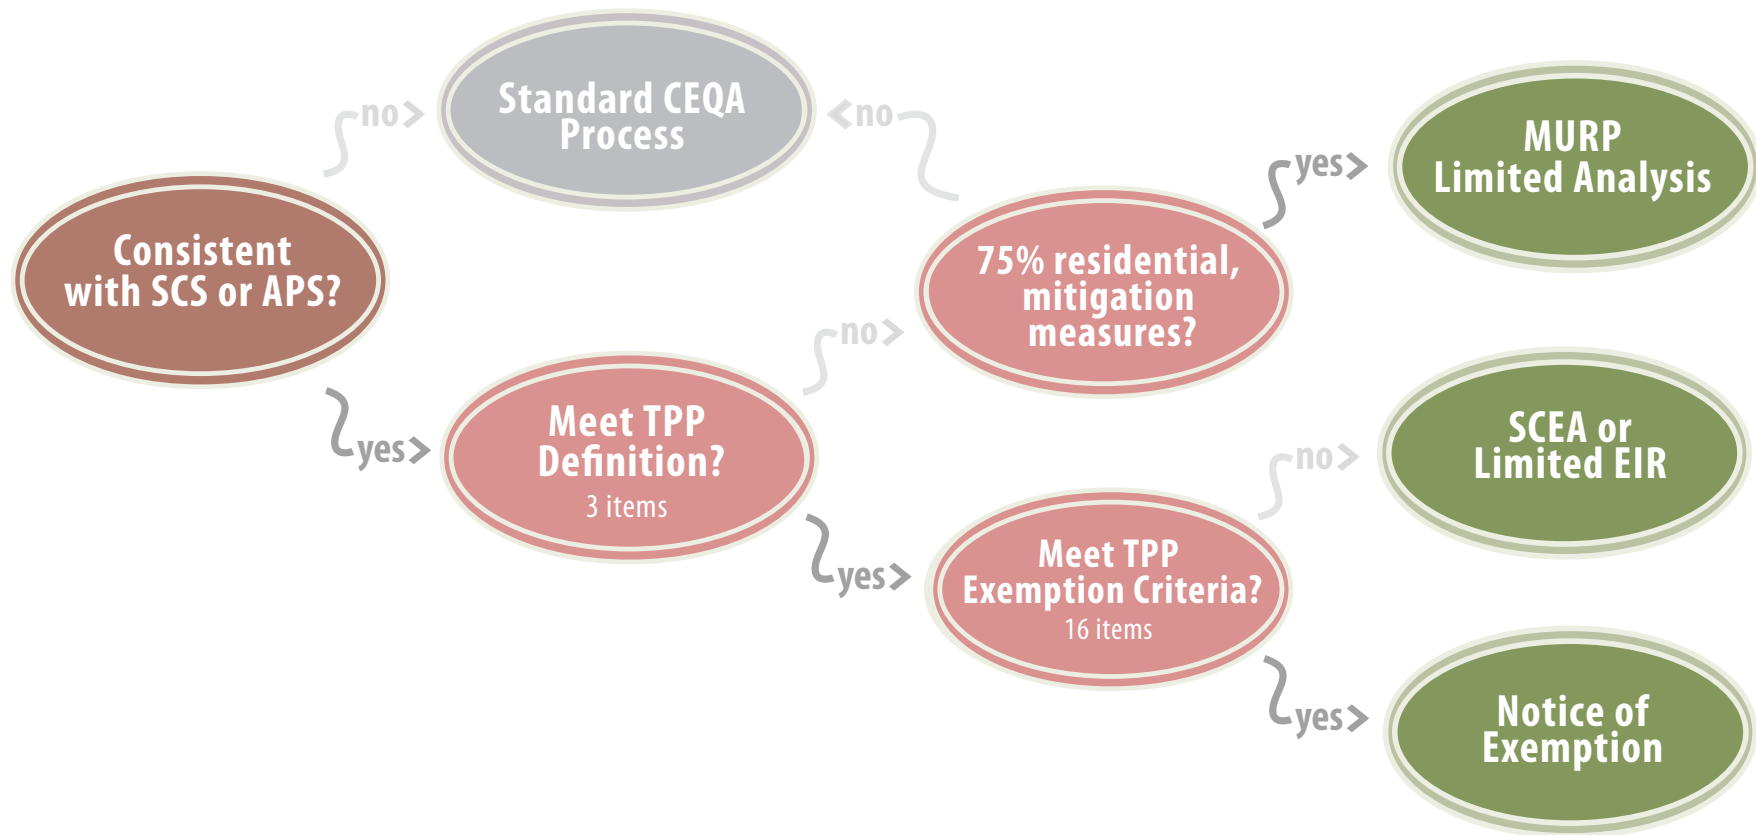 Consistent
with SCS or APS?
no>
Standard CEQA
Process
<no
yes>
Meet TPP
Definition?
3 items
no>
75% residential,
mitigation
measures?
yes>
MURP
Limited Analysis
yes>
Meet TPP
Exemption Criteria?
16 items
no>
SCEA or
Limited EIR
yes>
Notice of
Exemption